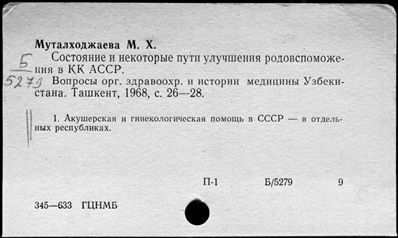 Муталходжаева М. Х.
Состояние и некоторые пути улучшения родовспоможе-
ния в КК АССР.
Б
5279
Вопросы орг. здравоохр. и истории медицины Узбеки-
стана. Ташкент, 1968, с. 26—28.
1. Акушерская и гинекологическая помощь в СССР — в отдель-
ных республиках.
П-1 Б/5279 9
345—633 ГЦНМБ